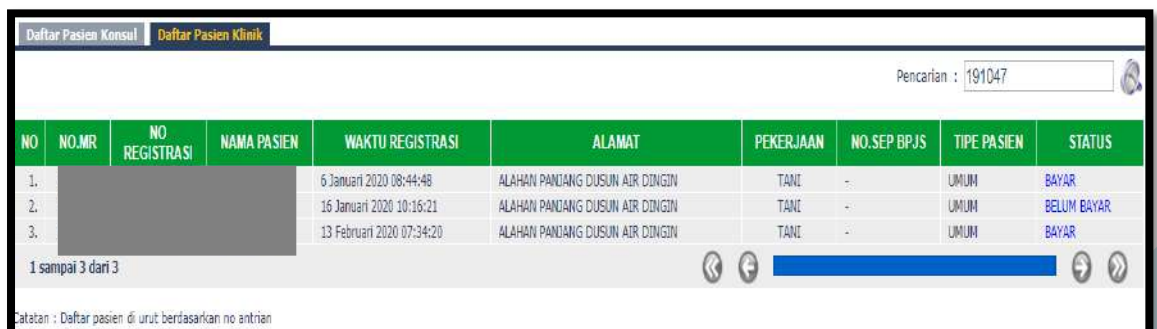 Daftar Pasien Konsul Daftar Pasien Klinik
Pencarian : 191047
NO NO.MR NO REGISTRASI NAMA PASIEN WAKTU REGISTRASI ALAMAT PEKERJAAN NO.SEP BPJS TIPE PASIEN STATUS
1. 6 Januari 2020 08:44:48 ALAHAN PANJANG DUSUN AIR DINGIN TANI - UMUM BAYAR
2. 16 Januari 2020 10:16:21 ALAHAN PANJANG DUSUN AIR DINGIN TANI - UMUM BELUM BAYAR
3. 13 Februari 2020 07:34:20 ALAHAN PANJANG DUSUN AIR DINGIN TANI - UMUM BAYAR
1 sampai 3 dari 3
Catatan : Daftar pasien di urut berdasarkan no antrian